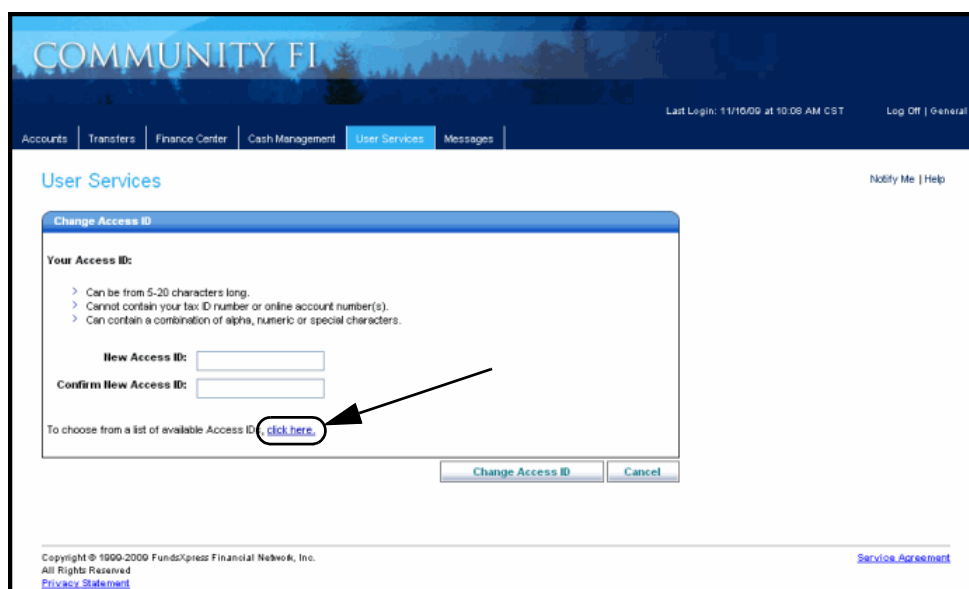 COMMUNITY FI
Last Login: 11/16/09 at 10:08 AM CST
Log Off | General
Accounts
Transfers
Finance Center
Cash Management
User Services
Messages
User Services
Notify Me | Help
Change Access ID
Your Access ID:
Can be from 5-20 characters long.
Cannot contain your tax ID number or online account number(s).
Can contain a combination of alpha, numeric or special characters.
New Access ID:
Confirm New Access ID:
To choose from a list of available Access IDs, click here.
Change Access ID
Cancel
Copyright © 1999-2009 FundsXpress Financial Network, Inc.
All Rights Reserved
Privacy Statement
Service Agreement